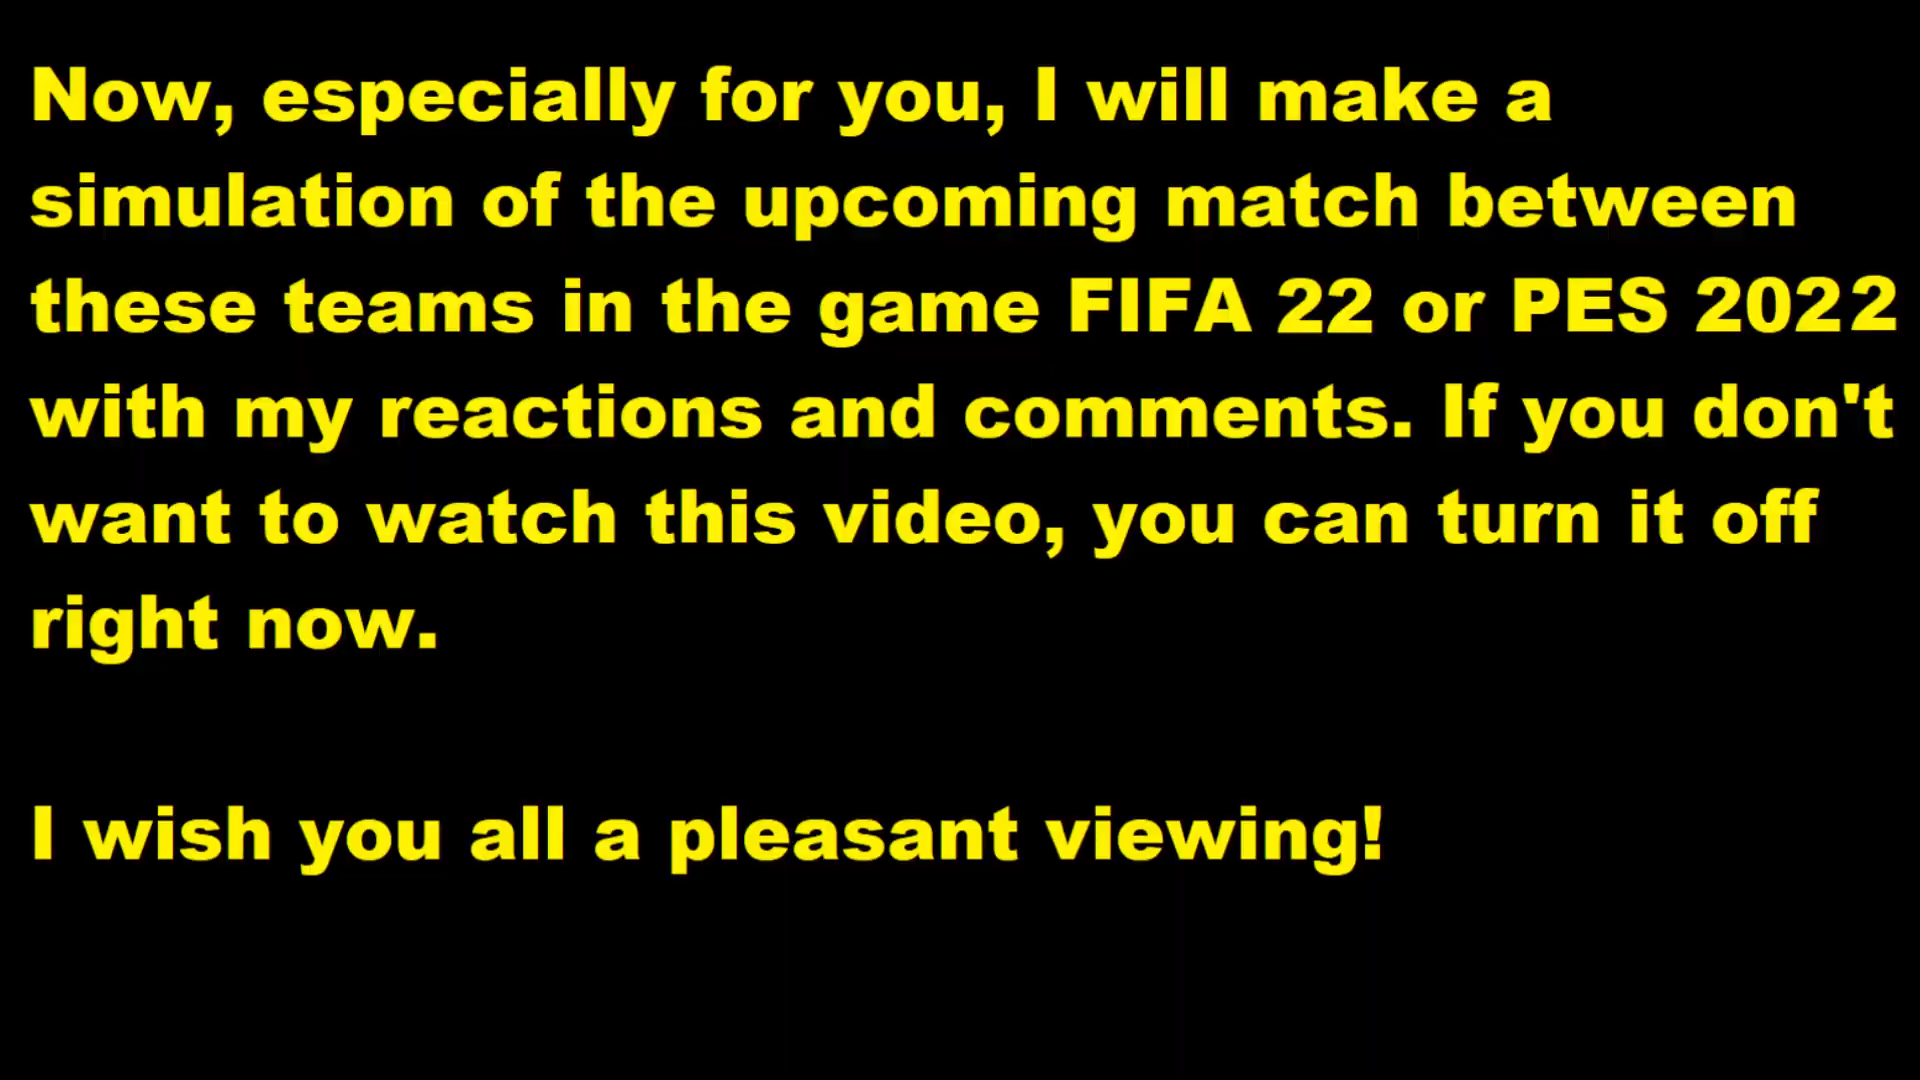 Now, especially for you, I will make a
simulation of the upcoming match between
these teams in the game FIFA 22 or PES 2022
with my reactions and comments. If you don't
want to watch this video, you can turn it off
right now.
I wish you all a pleasant viewing!